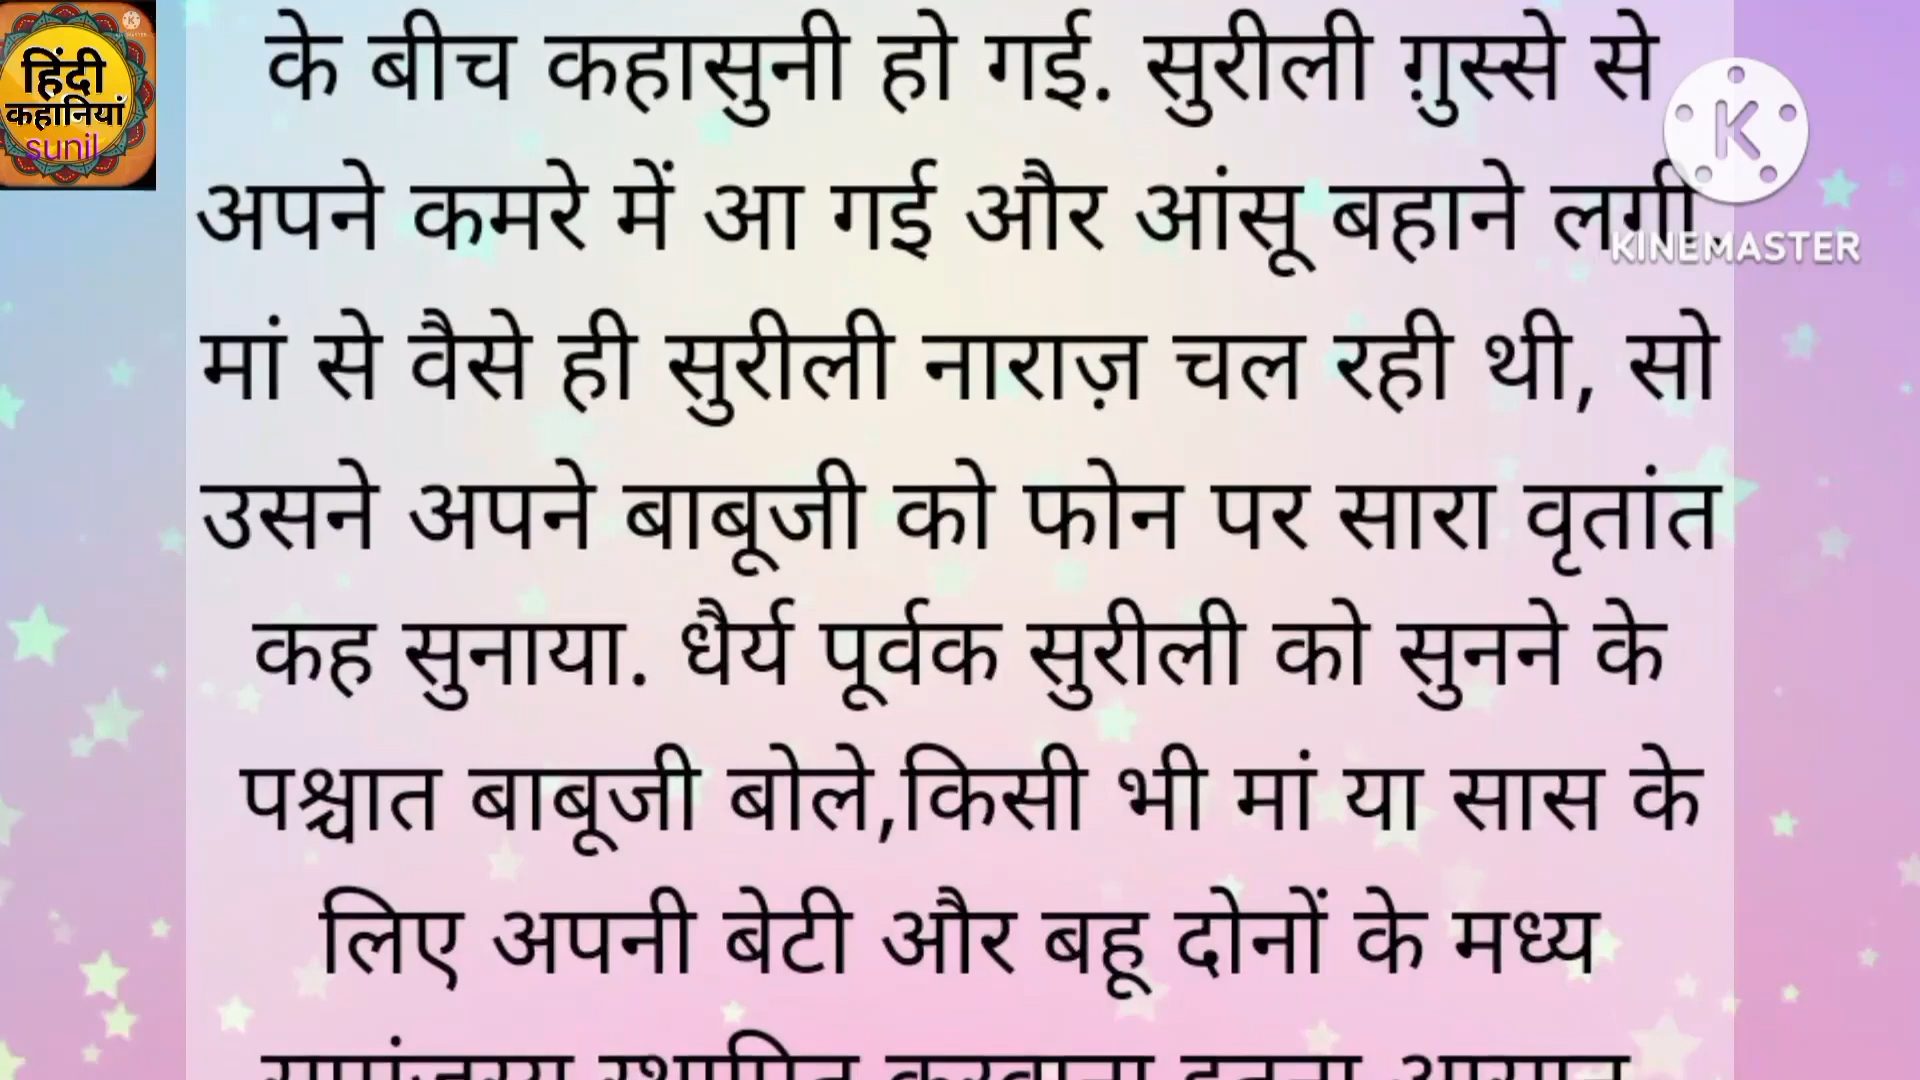 हिंदी
कहानियां
sunil
के बीच कहासुनी हो गई. सुरीली ग़ुस्से से
अपने कमरे में आ गई और आंसू बहाने लगी.
मां से वैसे ही सुरीली नाराज़ चल रही थी, सो
उसने अपने बाबूजी को फोन पर सारा वृतांत
कह सुनाया. धैर्य पूर्वक सुरीली को सुनने के
पश्चात बाबूजी बोले,किसी भी मां या सास के
लिए अपनी बेटी और बहू दोनों के मध्य
K
KINEMASTER